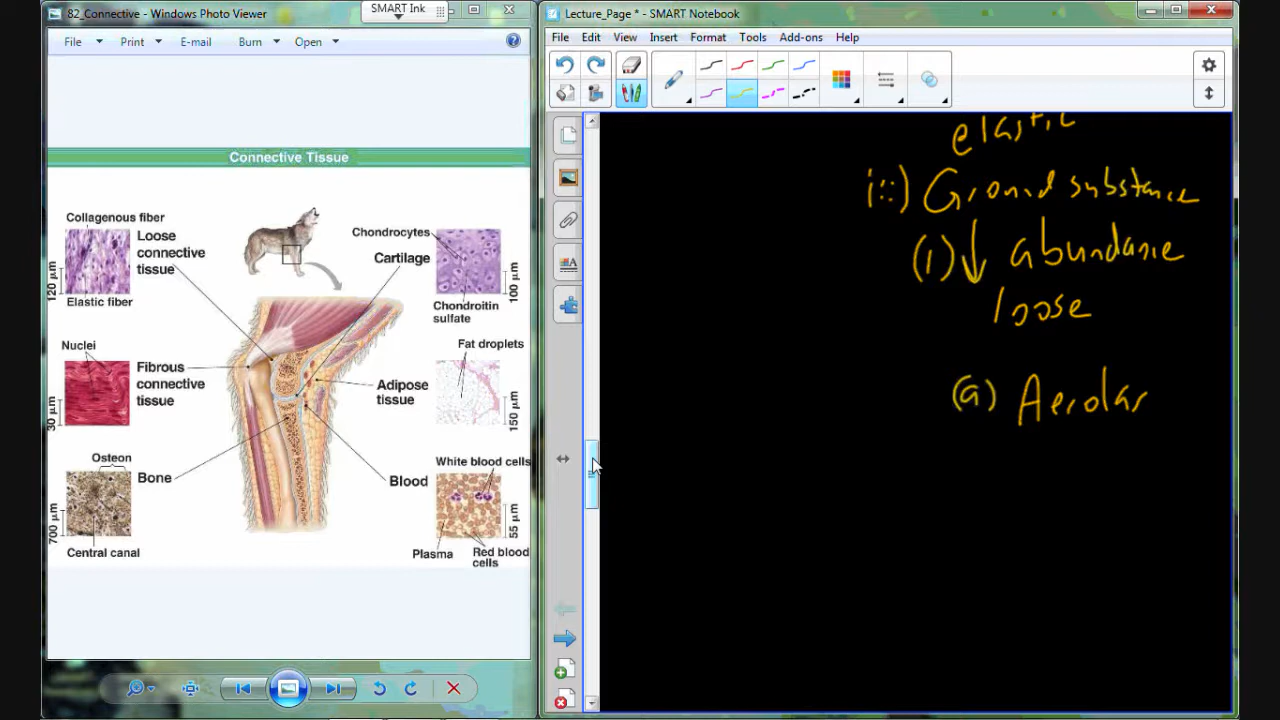 82_Connective - Windows Photo Viewer
SMART Ink
File Print E-mail Burn Open
Connective Tissue
Collagenous fiber
Loose
connective
tissue
120 µm
Elastic fiber
Nuclei
Fibrous
connective
tissue
30 µm
Osteon
Bone
700 µm
Central canal
Chondrocytes
Cartilage
100 µm
Chondroitin
sulfate
Fat droplets
Adipose
tissue
150 µm
White blood cells
Blood
55 µm
Plasma
Red blood
cells
Lecture_Page * - SMART Notebook
File Edit View Insert Format Tools Add-ons Help
elastic
iii) Ground substance
(1) ↓ abundance
loose
(a) Aerolar